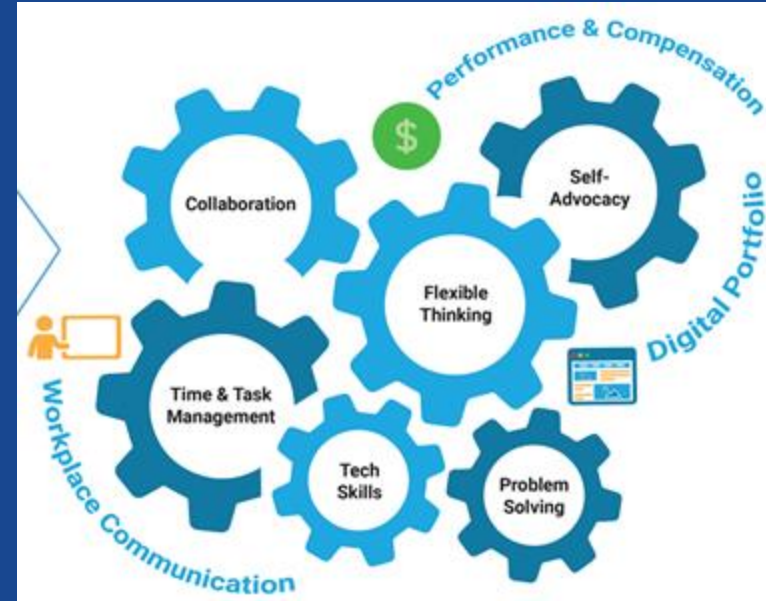 Performance & Compensation
$
Self-
Advocacy
Collaboration
Digital Portfolio
Flexible
Thinking
Time & Task
Management
Workplace Communication
Tech
Skills
Problem
Solving